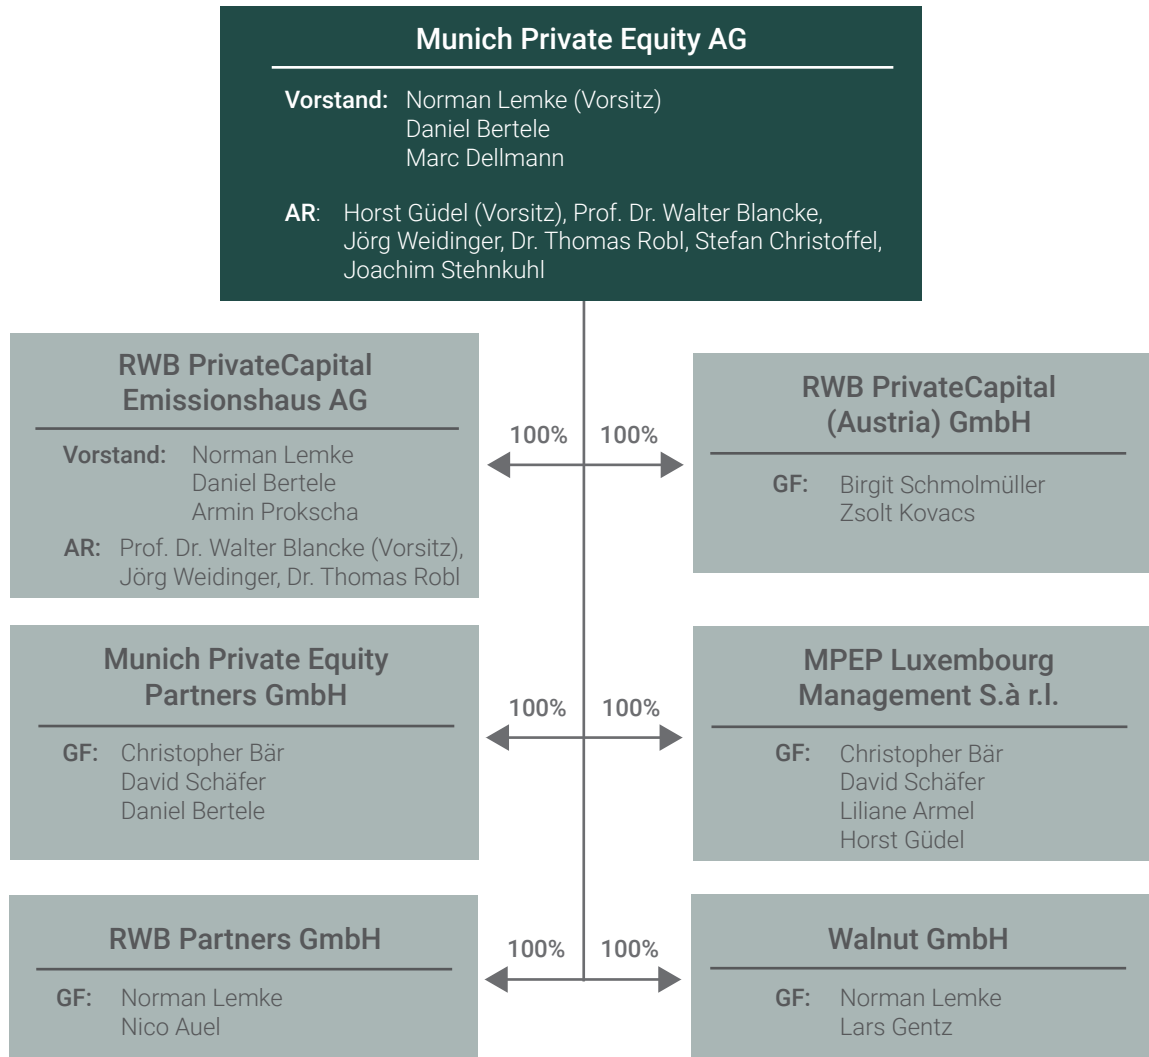 Munich Private Equity AG
Vorstand: Norman Lemke (Vorsitz)
Daniel Bertele
Marc Dellmann
AR: Horst Güdel (Vorsitz), Prof. Dr. Walter Blancke,
Jörg Weidinger, Dr. Thomas Robl, Stefan Christoffel,
Joachim Stehnkuhl
RWB PrivateCapital
Emissionshaus AG
Vorstand: Norman Lemke
Daniel Bertele
Armin Prokscha
AR: Prof. Dr. Walter Blancke (Vorsitz),
Jörg Weidinger, Dr. Thomas Robl
100% 100%
RWB PrivateCapital
(Austria) GmbH
GF: Birgit Schmolmüller
Zsolt Kovacs
Munich Private Equity
Partners GmbH
GF: Christopher Bär
David Schäfer
Daniel Bertele
100% 100%
MPEP Luxembourg
Management S.à r.l.
GF: Christopher Bär
David Schäfer
Liliane Armel
Horst Güdel
RWB Partners GmbH
GF: Norman Lemke
Nico Auel
100% 100%
Walnut GmbH
GF: Norman Lemke
Lars Gentz